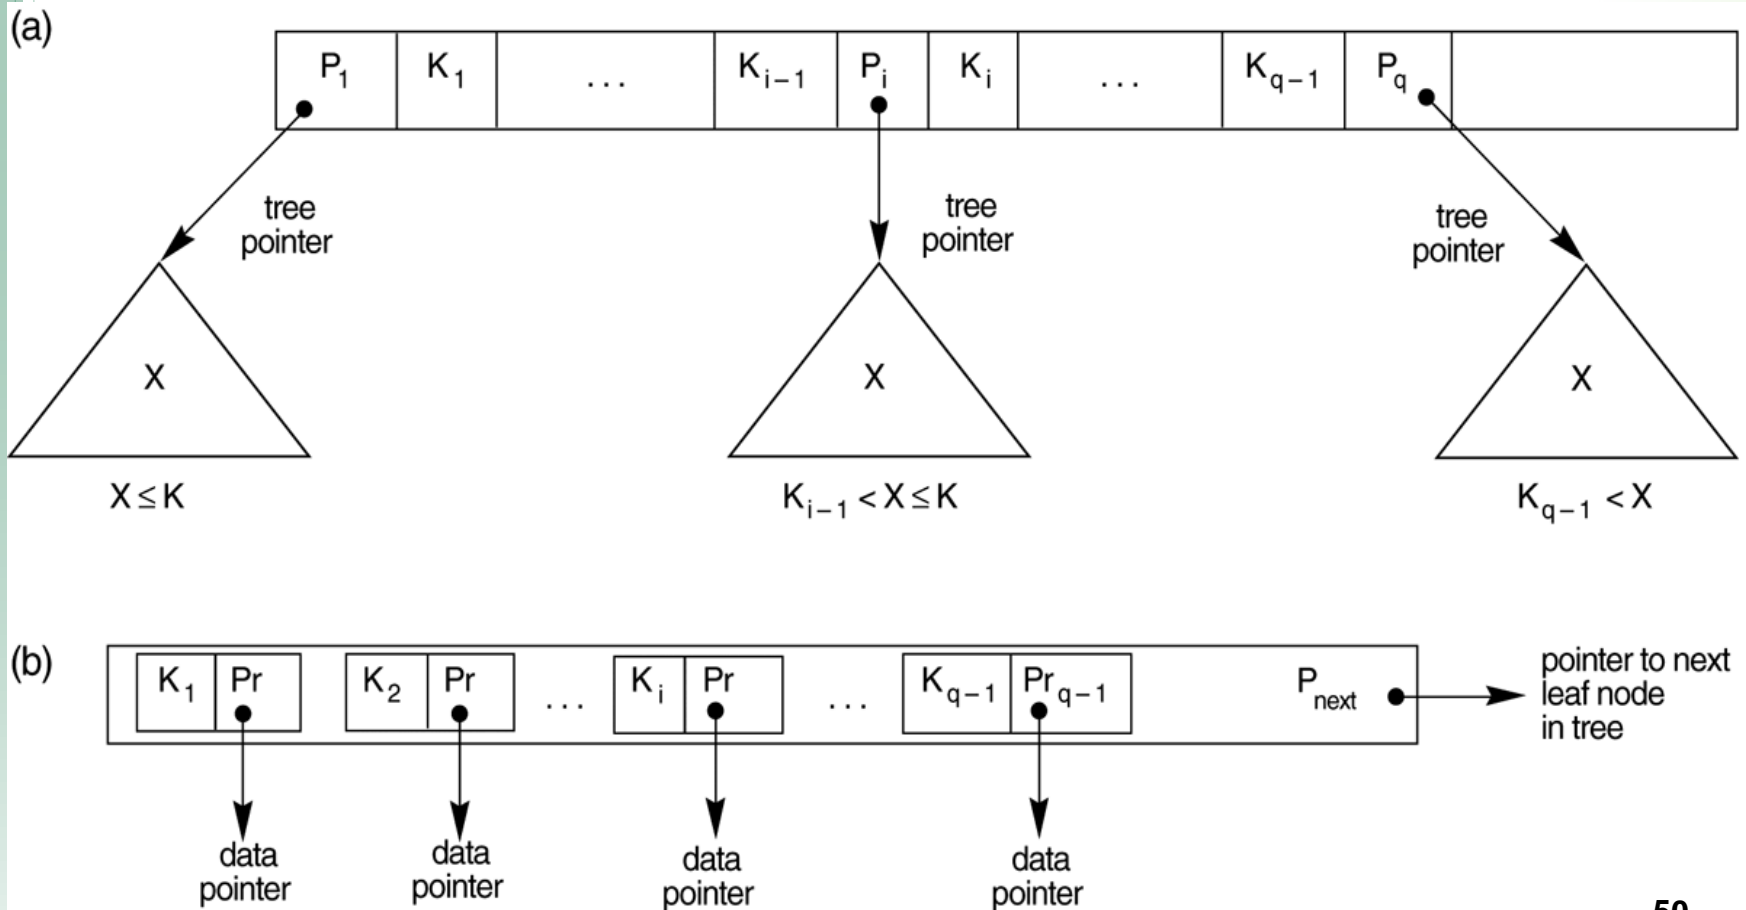 (a)
P1 K1 ... Ki−1 Pi Ki ... Kq−1 Pq
tree
pointer
tree
pointer
tree
pointer
X
X
X
X ≤ K
Ki−1 < X ≤ K
Kq−1 < X
(b)
K1 Pr K2 Pr ... Ki Pr ... Kq−1 Prq−1 Pnext
pointer to next
leaf node
in tree
data
pointer
data
pointer
data
pointer
data
pointer
50